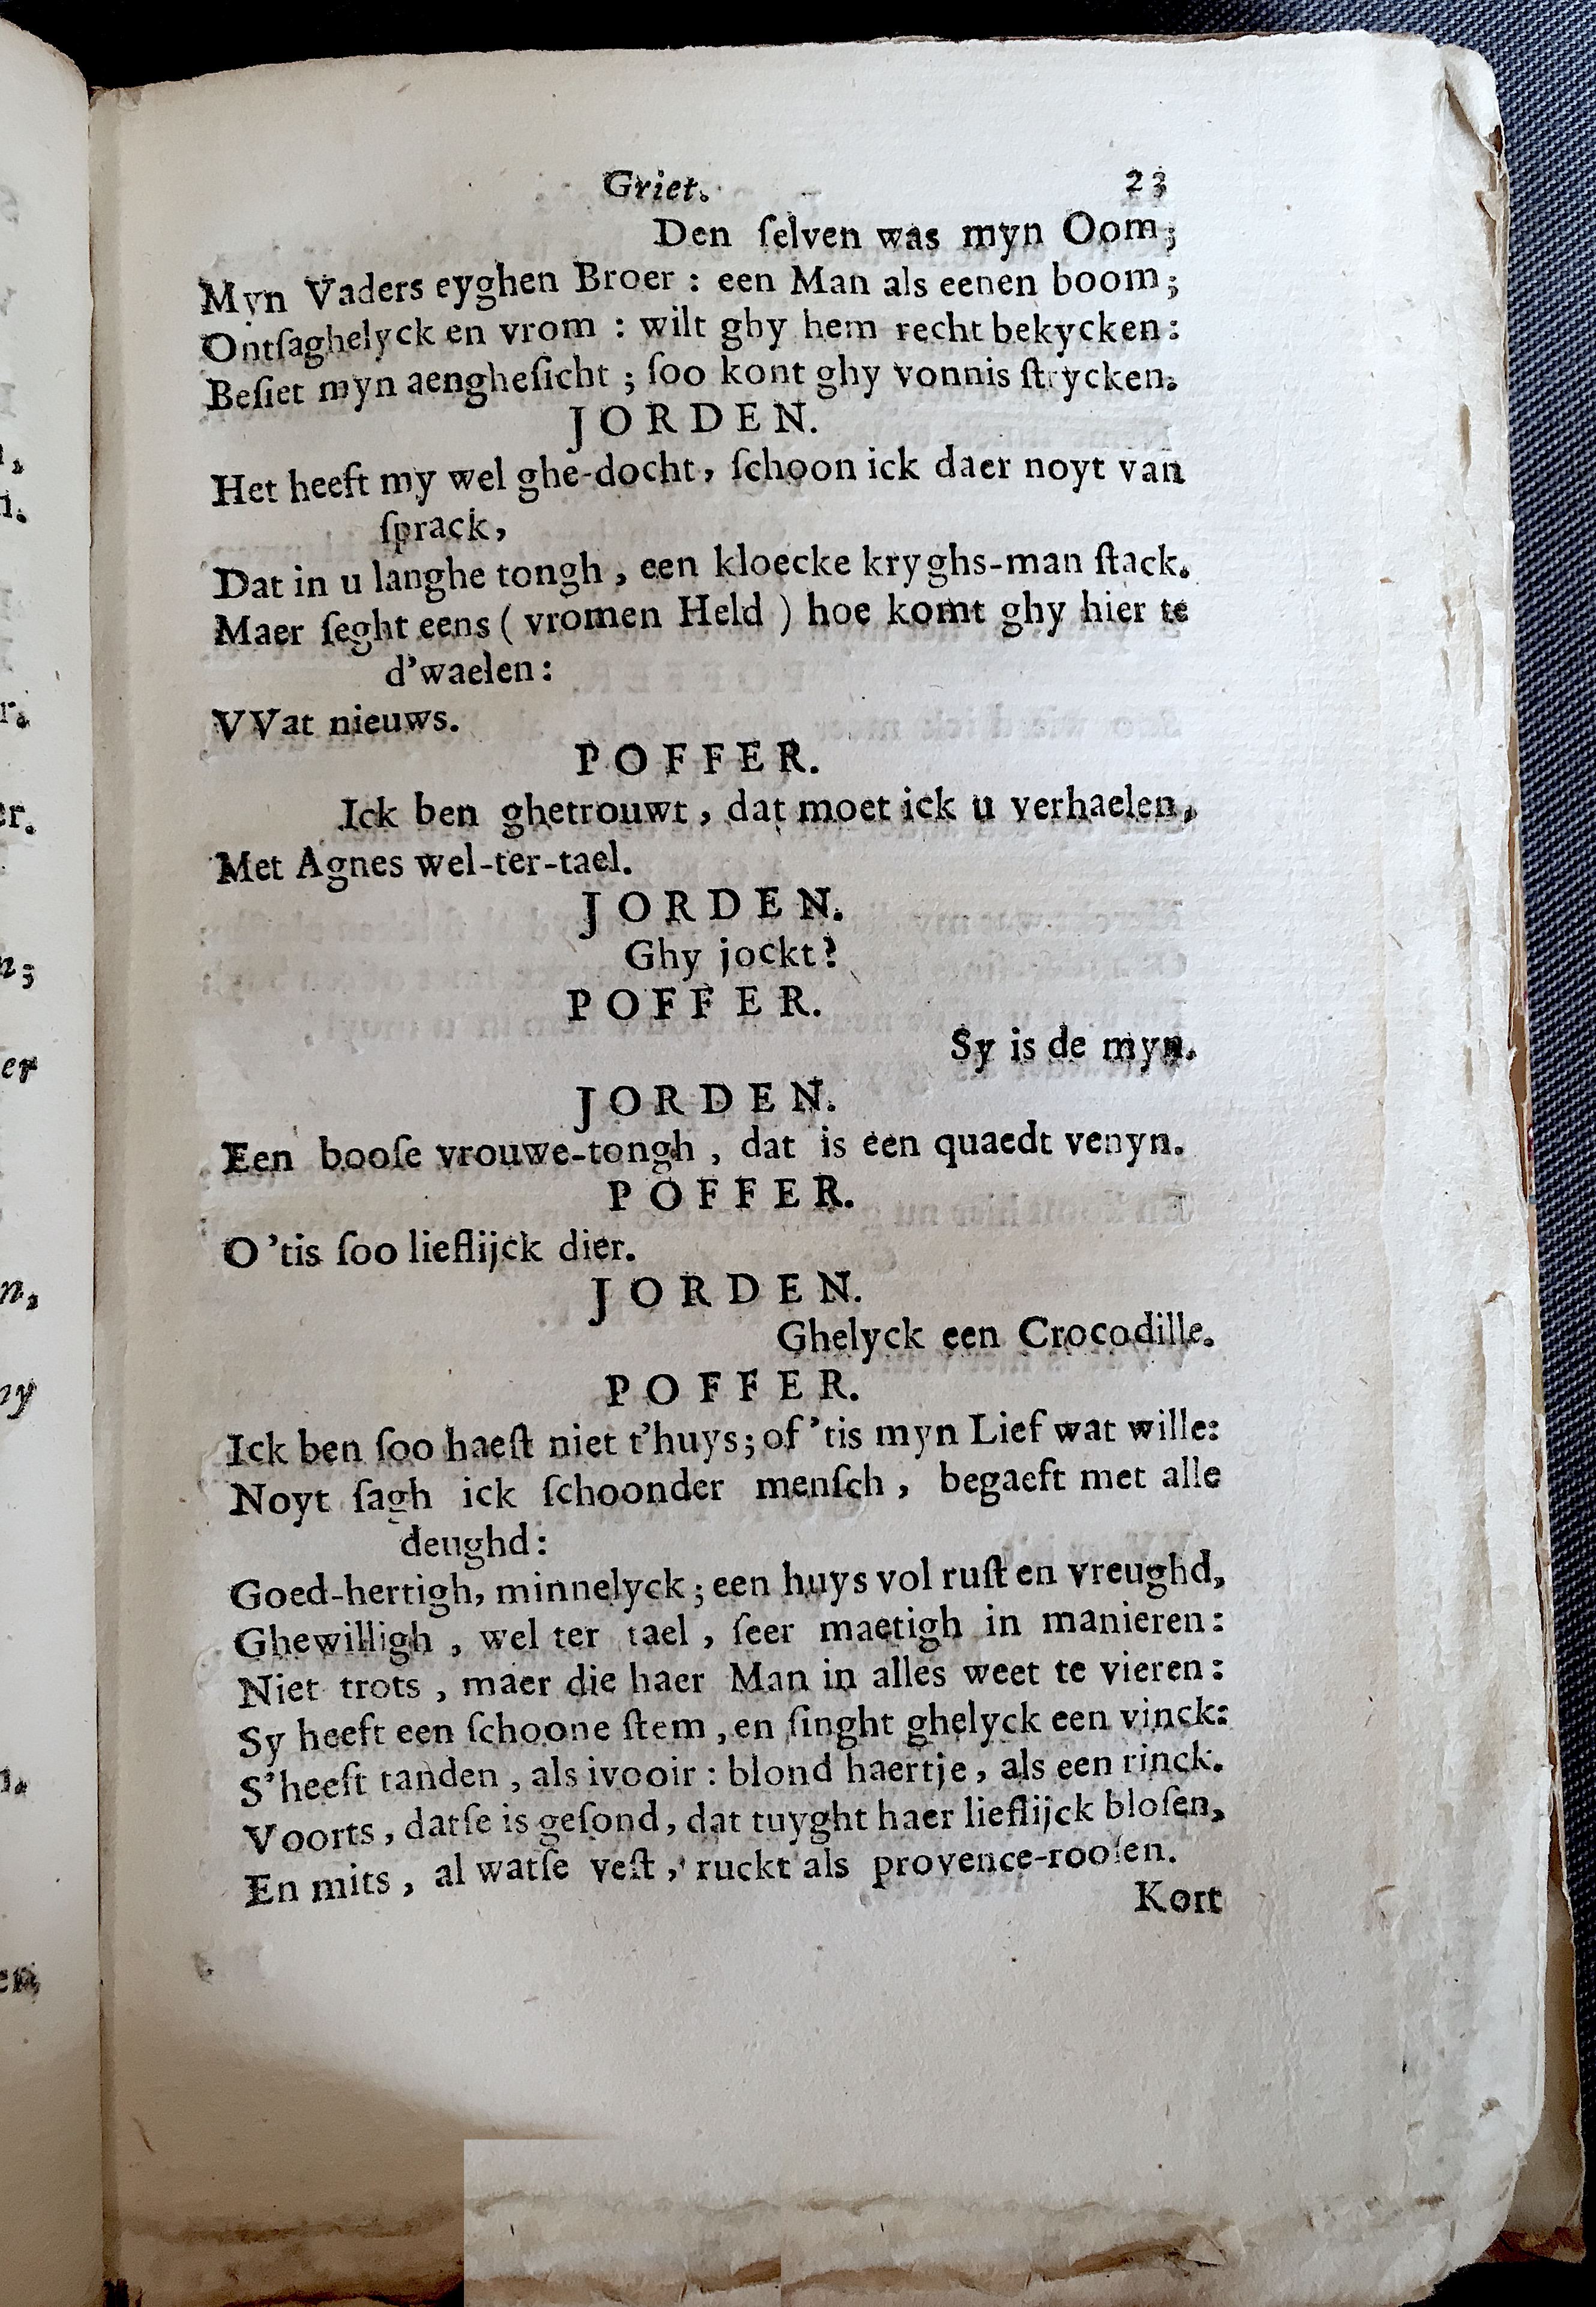 Griet. 23
Den ſelven was myn Oom;
Myn Vaders eyghen Broer : een Man als eenen boom;
Ontſaghelyck en vrom : wilt ghy hem recht bekycken:
Beſiet myn aengheſicht ; ſoo kont ghy vonnis ſtrycken.
JORDEN.
Het heeft my wel ghe-docht, ſchoon ick daer noyt van
ſprack,
Dat in u langhe tongh, een kloecke kryghs-man ſtack.
Maer ſeght eens ( vromen Held ) hoe komt ghy hier te
d'waelen:
VVat nieuws.
POFFER.
Ick ben ghetrouwt, dat moet ick u verhaelen,
Met Agnes wel-ter-tael.
JORDEN.
Ghy jockt?
POFFER.
Sy is de myn.
JORDEN.
Een booſe vrouwe-tongh, dat is een quaedt venyn.
POFFER.
O 'tis ſoo lieflijck dier.
JORDEN.
Ghelyck een Crocodille.
POFFER.
Ick ben ſoo haeſt niet t'huys; of 'tis myn Lief wat wille:
Noyt ſagh ick ſchoonder menſch, begaeft met alle
deughd:
Goed-hertigh, minnelyck; een huys vol ruſt en vreughd,
Ghewilligh, wel ter tael, ſeer maetigh in manieren:
Niet trots, maer die haer Man in alles weet te vieren:
Sy heeft een ſchoone ſtem, en ſinght ghelyck een vinck:
S'heeft tanden, als ivooir : blond haertje, als een rinck.
Voorts, datſe is geſond, dat tuyght haer lieflijck bloſen,
En mits, al watſe veſt, ruckt als provence-rooſen.
Kort